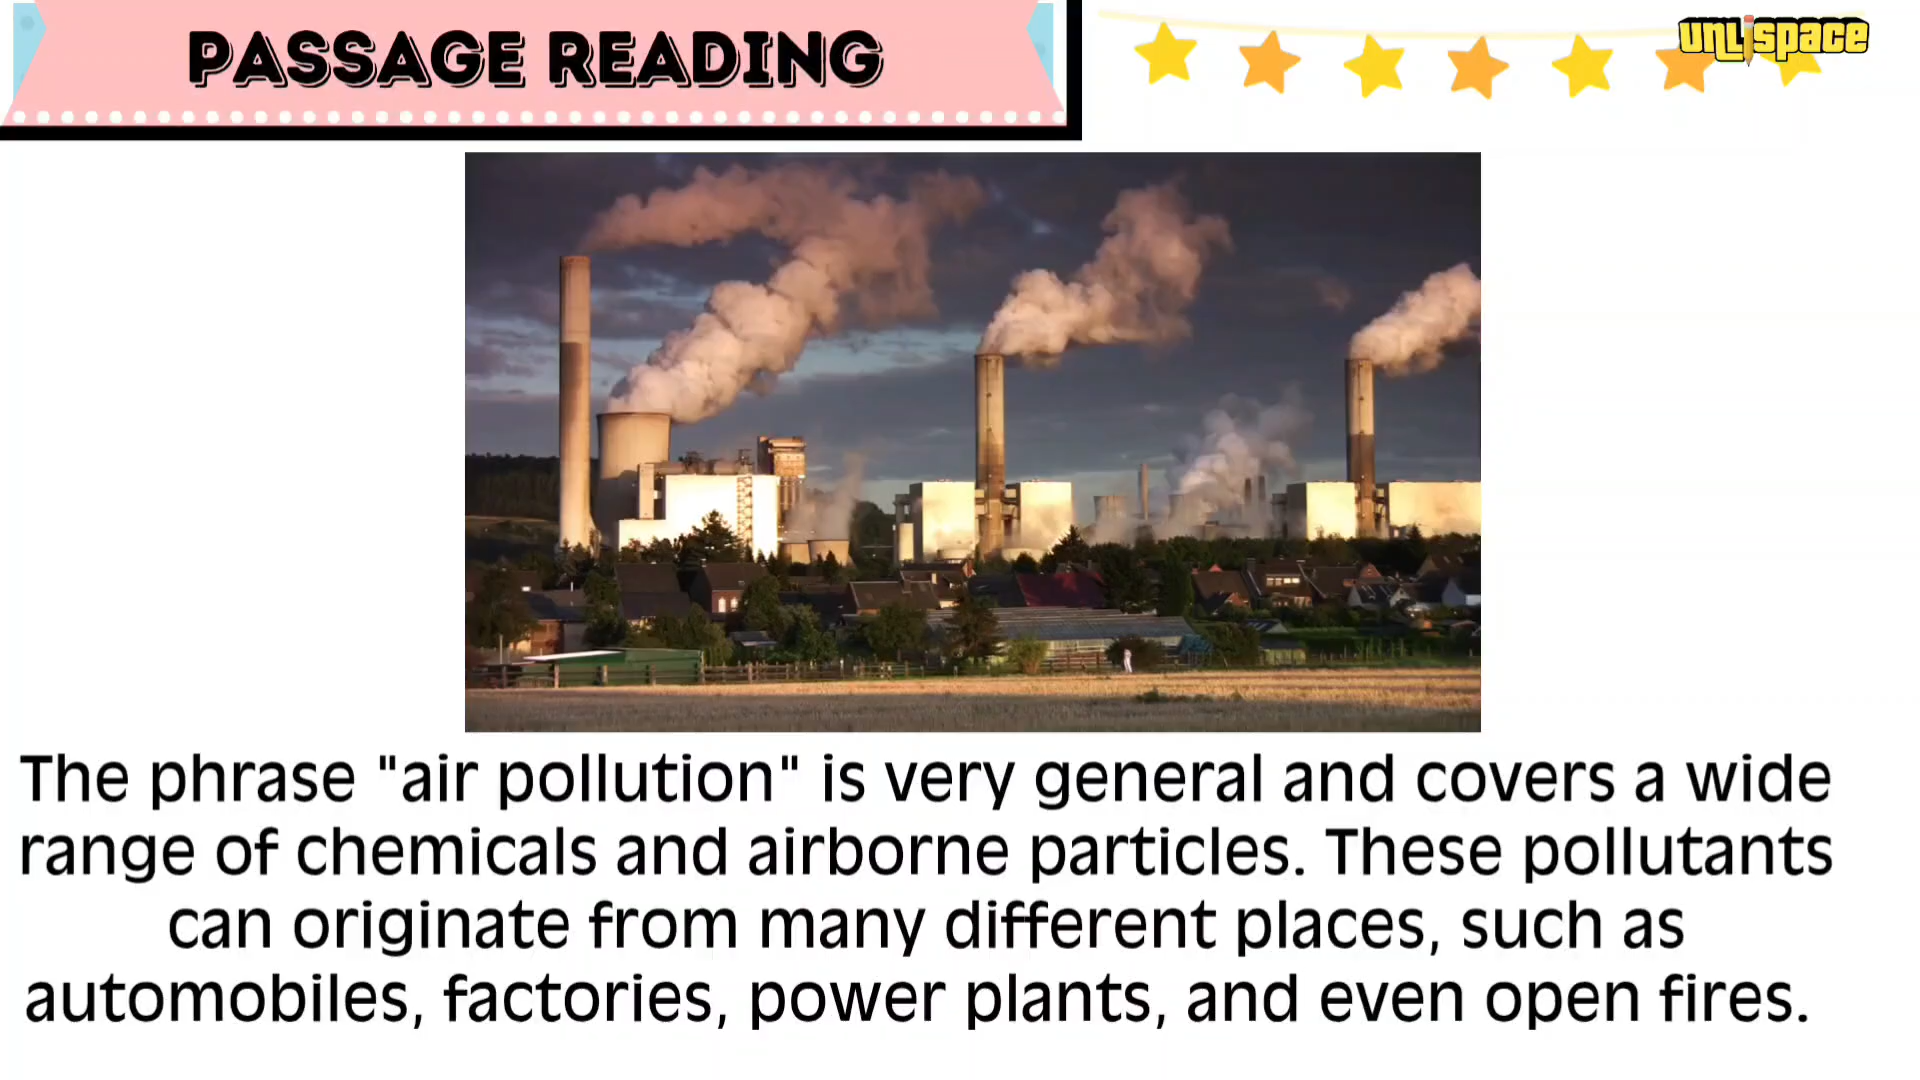 PASSAGE READING
UNLISPACE
The phrase "air pollution" is very general and covers a wide
range of chemicals and airborne particles. These pollutants
can originate from many different places, such as
automobiles, factories, power plants, and even open fires.